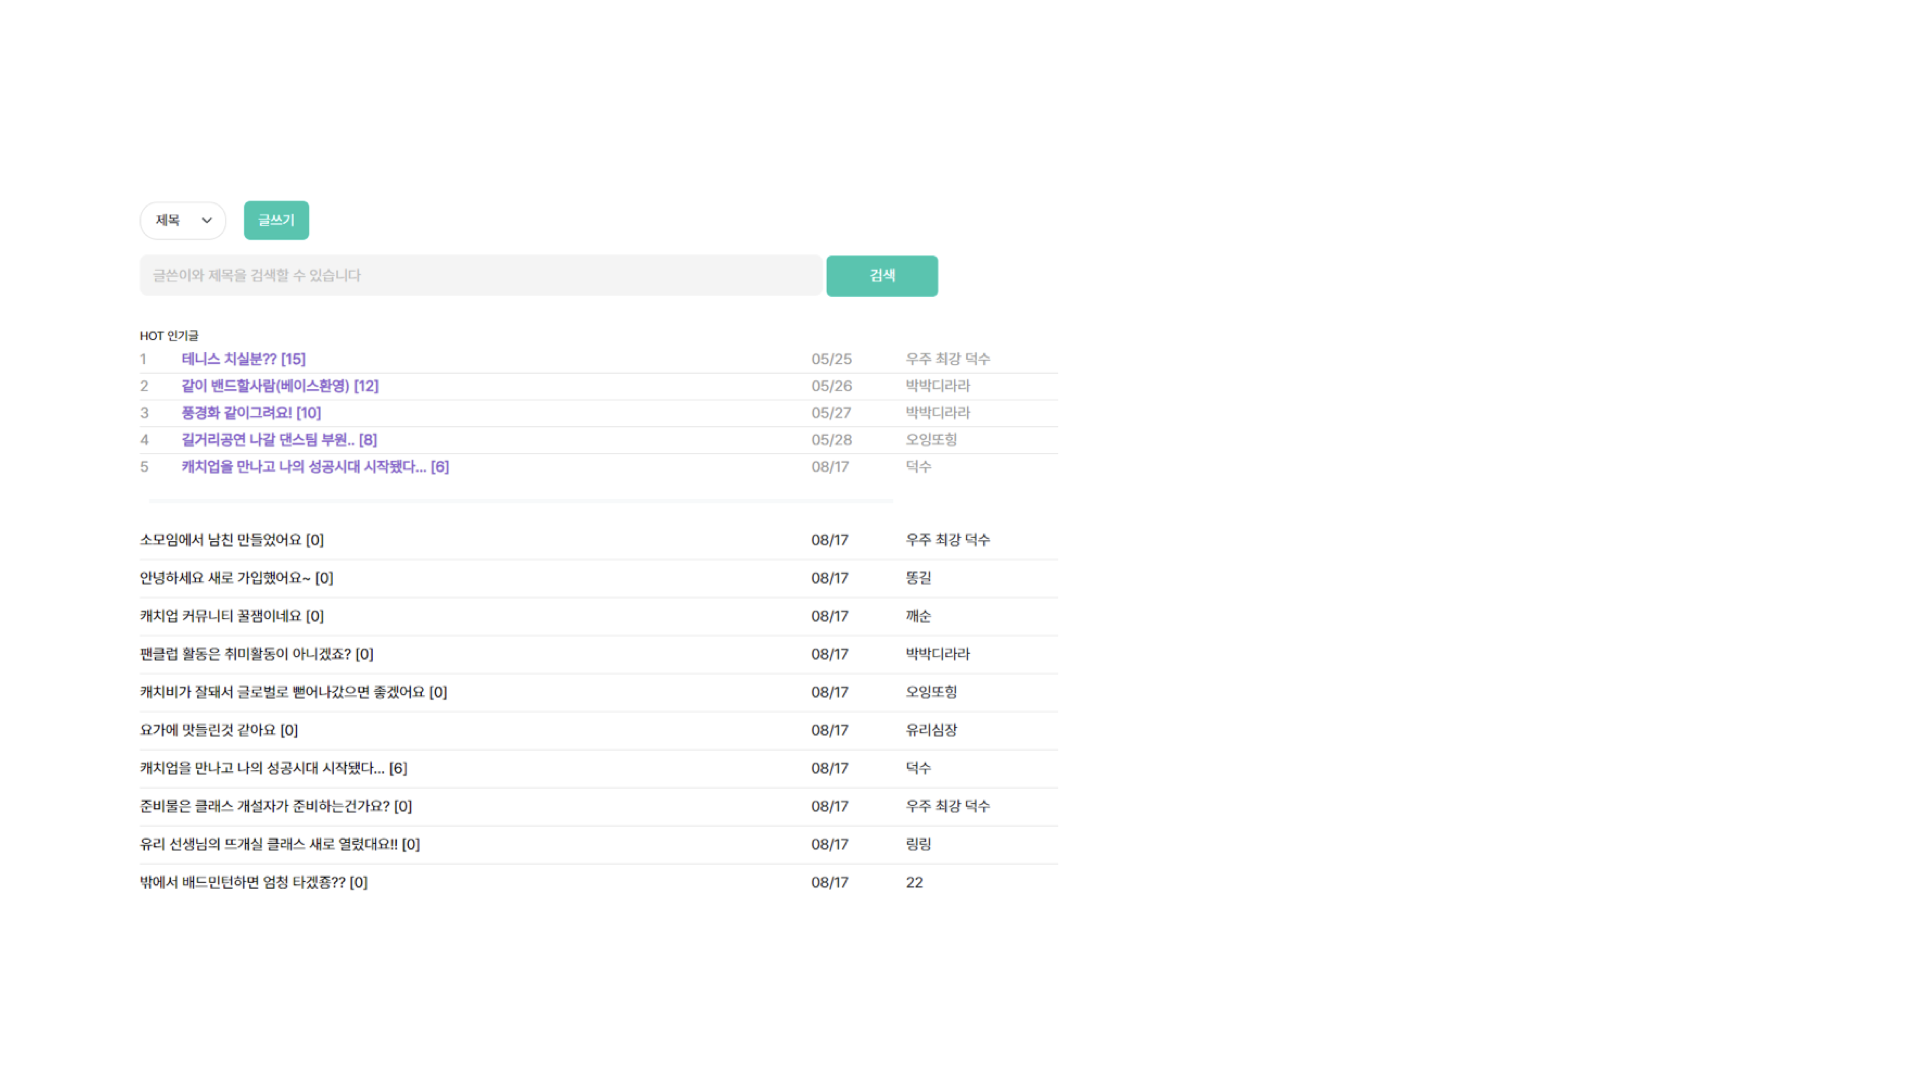 제목 글쓰기
글쓴이와 제목을 검색할 수 있습니다 검색
HOT 인기글
1 테니스 치실분?? [15] 05/25 우주 최강 덕수
2 같이 밴드할사람(베이스환영) [12] 05/26 박박디라라
3 풍경화 같이그려요! [10] 05/27 박박디라라
4 길거리공연 나갈 댄스팀 부원.. [8] 05/28 오잉또힝
5 캐치업을 만나고 나의 성공시대 시작됐다... [6] 08/17 덕수
소모임에서 남친 만들었어요 [0] 08/17 우주 최강 덕수
안녕하세요 새로 가입했어요~ [0] 08/17 똥길
캐치업 커뮤니티 꿀잼이네요 [0] 08/17 깨순
팬클럽 활동은 취미활동이 아니겠죠? [0] 08/17 박박디라라
캐치비가 잘돼서 글로벌로 뻗어나갔으면 좋겠어요 [0] 08/17 오잉또힝
요가에 맛들린것 같아요 [0] 08/17 유리심장
캐치업을 만나고 나의 성공시대 시작됐다... [6] 08/17 덕수
준비물은 클래스 개설자가 준비하는건가요? [0] 08/17 우주 최강 덕수
유리 선생님의 뜨개실 클래스 새로 열렸대요!! [0] 08/17 링링
밖에서 배드민턴하면 엄청 타겠죵?? [0] 08/17 22